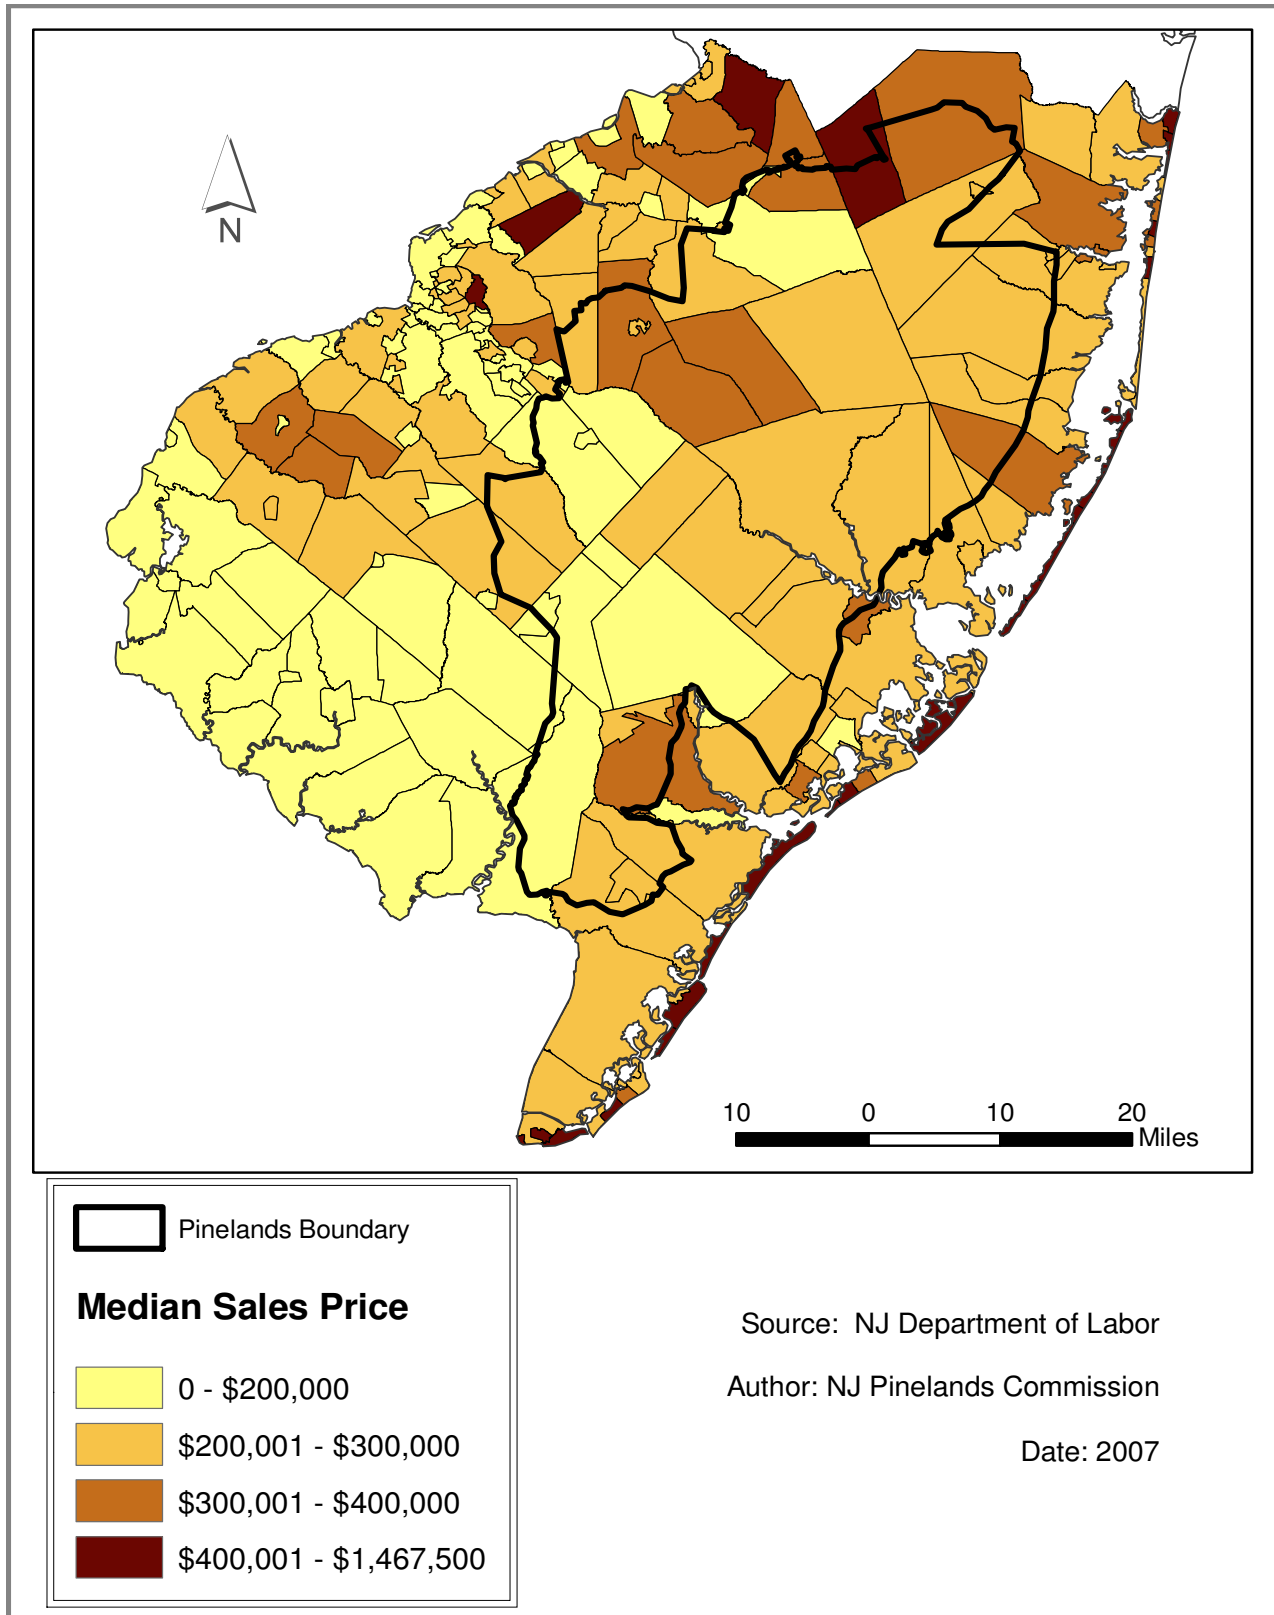 N
10 0 10 20
Miles
Pinelands Boundary
Median Sales Price
0 - $200,000
$200,001 - $300,000
$300,001 - $400,000
$400,001 - $1,467,500
Source: NJ Department of Labor
Author: NJ Pinelands Commission
Date: 2007